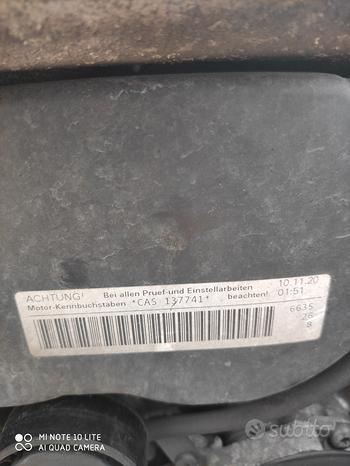 ACHTUNG! Bei allen Pruef-und Einstellarbeiten 10.11.20
Motor-Kennbuchstaben *CAS 137741* beachten! 01:51
6635
26
8
MI NOTE 10 LITE
AI QUAD CAMERA
subito